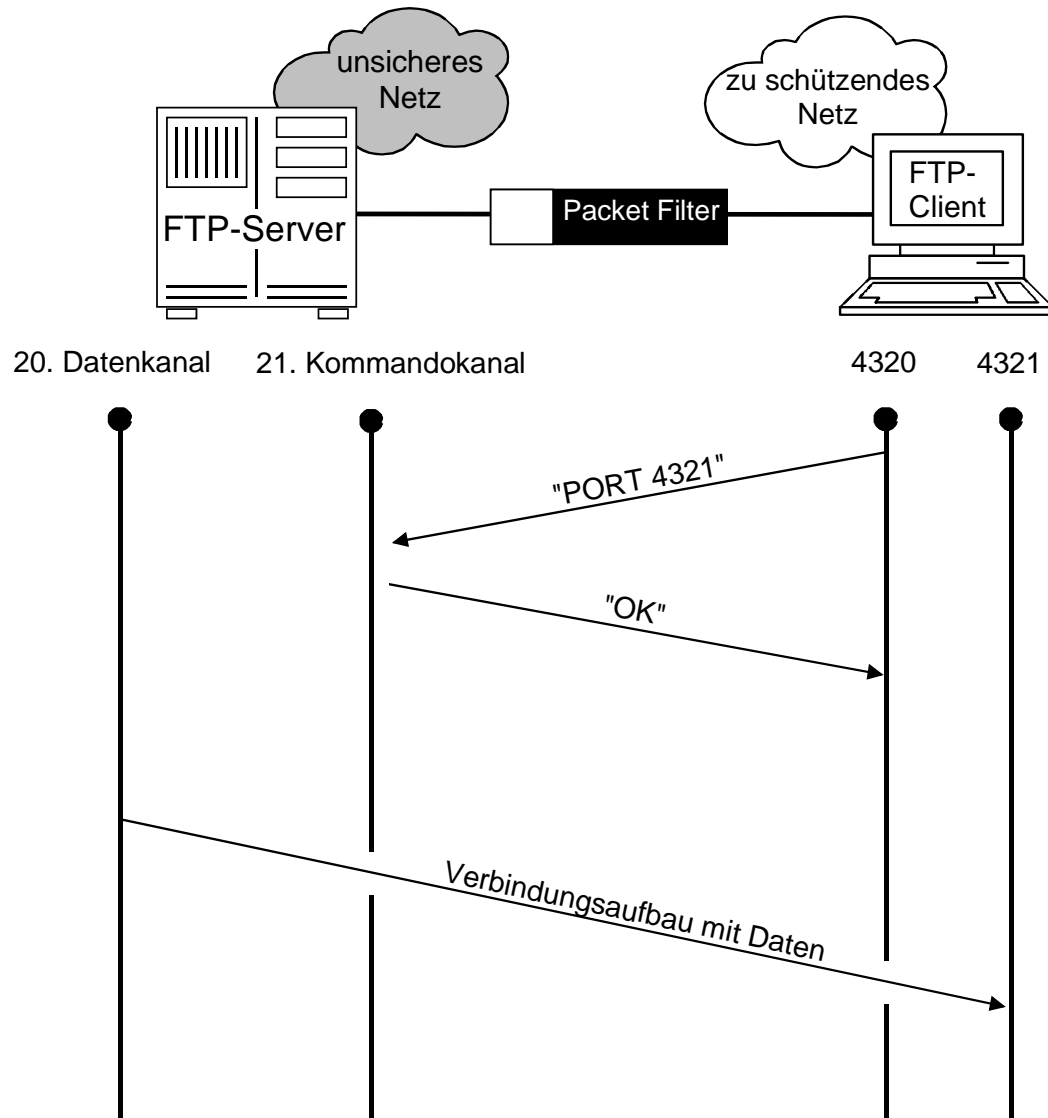 unsicheres
Netz
zu schützendes
Netz
FTP-Server
Packet Filter
FTP-
Client
20. Datenkanal
21. Kommandokanal
4320
4321
"PORT 4321"
"OK"
Verbindungsaufbau mit Daten